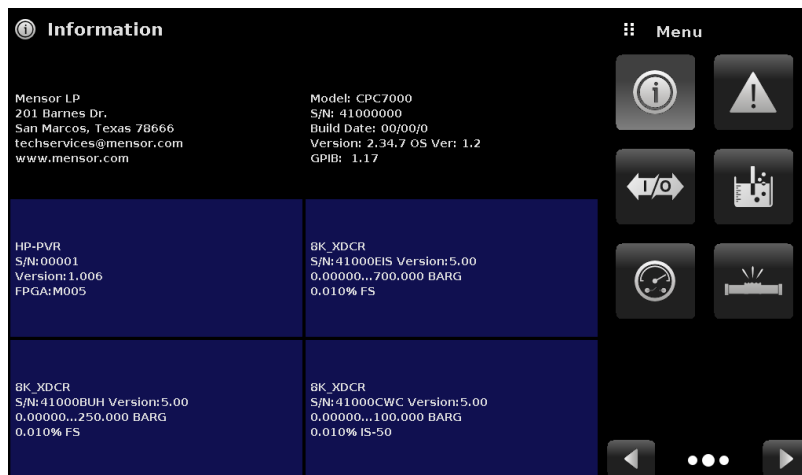 Information
Mensor LP
201 Barnes Dr.
San Marcos, Texas 78666
techservices@mensor.com
www.mensor.com
Model: CPC7000
S/N: 41000000
Build Date: 00/00/0
Version: 2.34.7 OS Ver: 1.2
GPIB: 1.17
HP-PVR
S/N:00001
Version:1.006
FPGA:M005
8K_XDCR
S/N:41000EIS Version:5.00
0.00000...700.000 BARG
0.010% FS
8K_XDCR
S/N:41000BUH Version:5.00
0.00000...250.000 BARG
0.010% FS
8K_XDCR
S/N:41000CWC Version:5.00
0.00000...100.000 BARG
0.010% IS-50
Menu
I/O